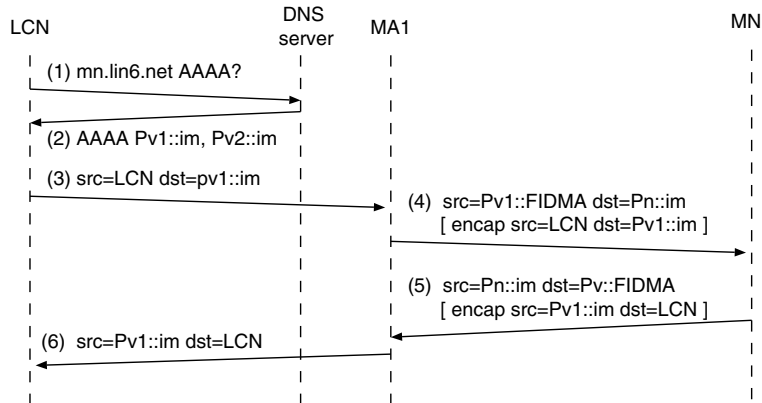 LCN
DNS
server
MA1
MN
(1) mn.lin6.net AAAA?
(2) AAAA Pv1::im, Pv2::im
(3) src=LCN dst=pv1::im
(4) src=Pv1::FIDMA dst=Pn::im
[ encap src=LCN dst=Pv1::im ]
(5) src=Pn::im dst=Pv::FIDMA
[ encap src=Pv1::im dst=LCN ]
(6) src=Pv1::im dst=LCN